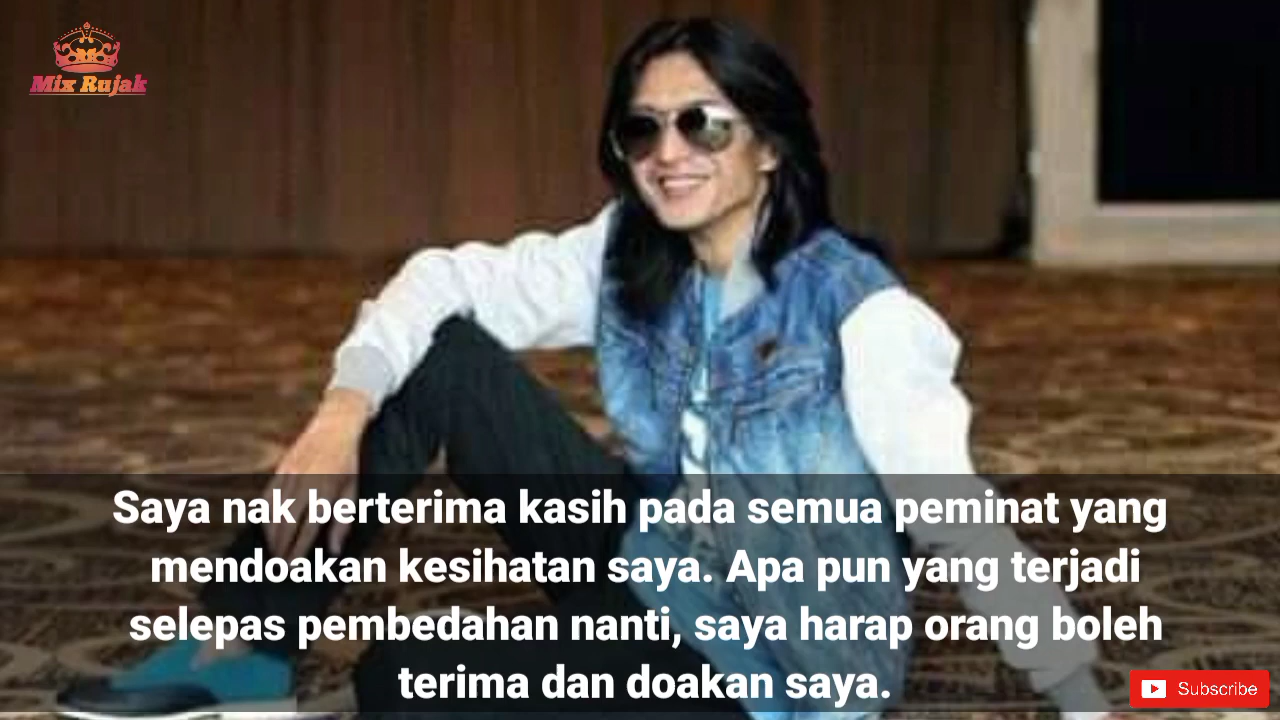 Mix Rujak
Saya nak berterima kasih pada semua peminat yang
mendoakan kesihatan saya. Apa pun yang terjadi
selepas pembedahan nanti, saya harap orang boleh
terima dan doakan saya.
Subscribe